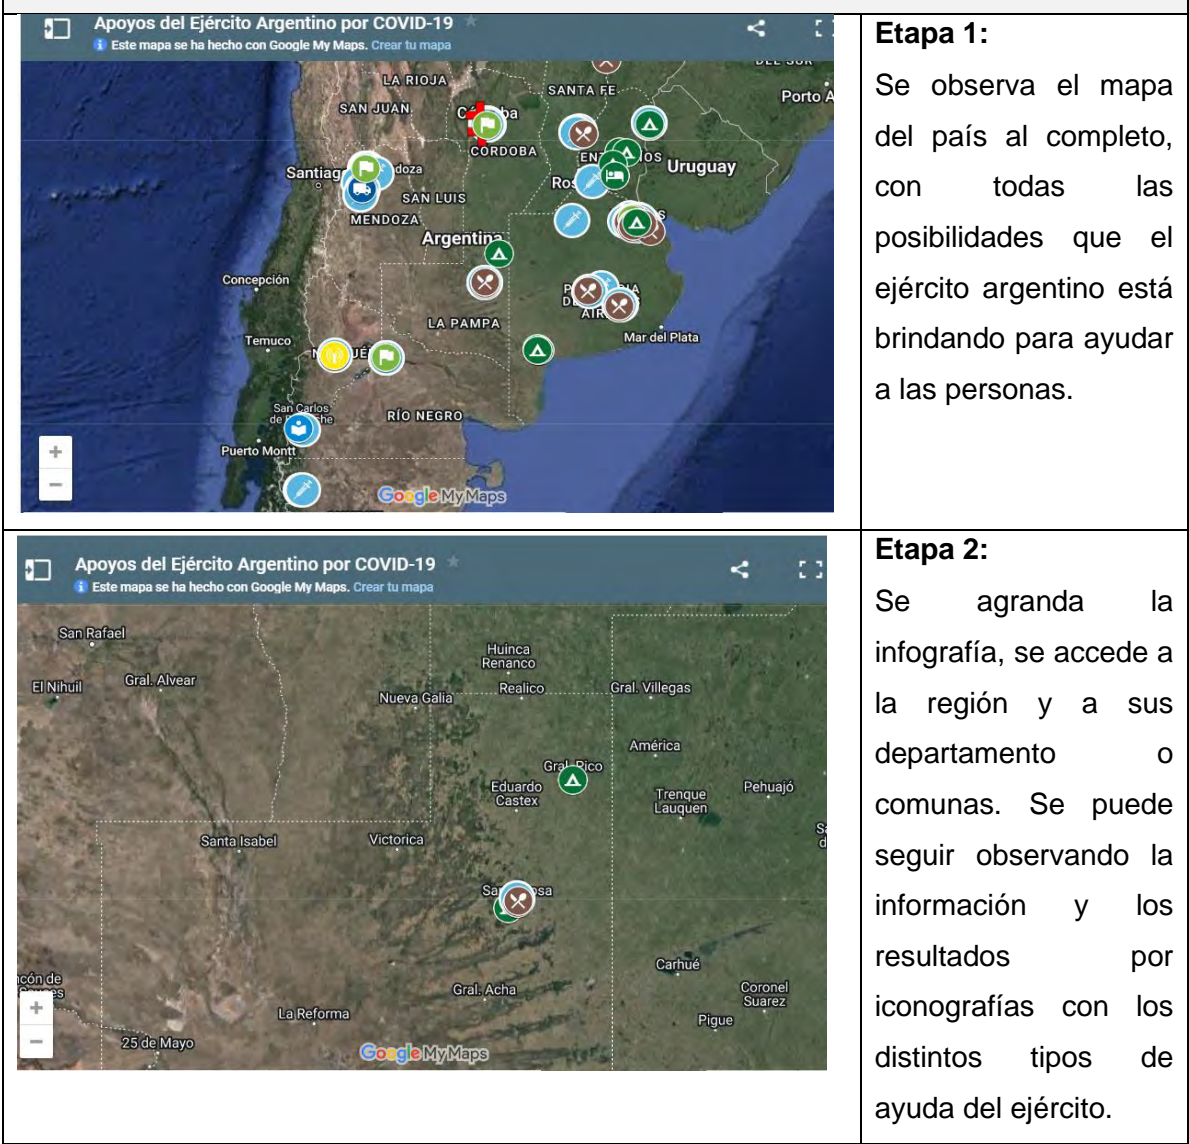 Apoyos del Ejército Argentino por COVID-19
Este mapa se ha hecho con Google My Maps. Crear tu mapa
LA RIOJA
SANTA FE
SAN JUAN
Porto A
CÓRDOBA
Uruguay
Santiag
doza
SAN LUIS
Ros
MENDOZA
Argentina
Concepción
LA PAMPA
Temuco
Mar del Plata
San Carlos
RÍO NEGRO
Puerto Montt
Google My Maps
Etapa 1:
Se observa el mapa
del país al completo,
con todas las
posibilidades que el
ejército argentino está
brindando para ayudar
a las personas.
Apoyos del Ejército Argentino por COVID-19
Este mapa se ha hecho con Google My Maps. Crear tu mapa
San Rafael
Huinca
Renanco
El Nihuil
Gral. Alvear
Nueva Galia
Realico
Gral. Villegas
América
Gral. Pico
Eduardo
Castex
Trenque
Lauquen
Pehuajó
Santa Isabel
Victorica
Carhué
Gral. Acha
Coronel
Suarez
La Reforma
Pigue
25 de Mayo
Google My Maps
Etapa 2:
Se agranda la
infografía, se accede a
la región y a sus
departamento o
comunas. Se puede
seguir observando la
información y los
resultados por
iconografías con los
distintos tipos de
ayuda del ejército.